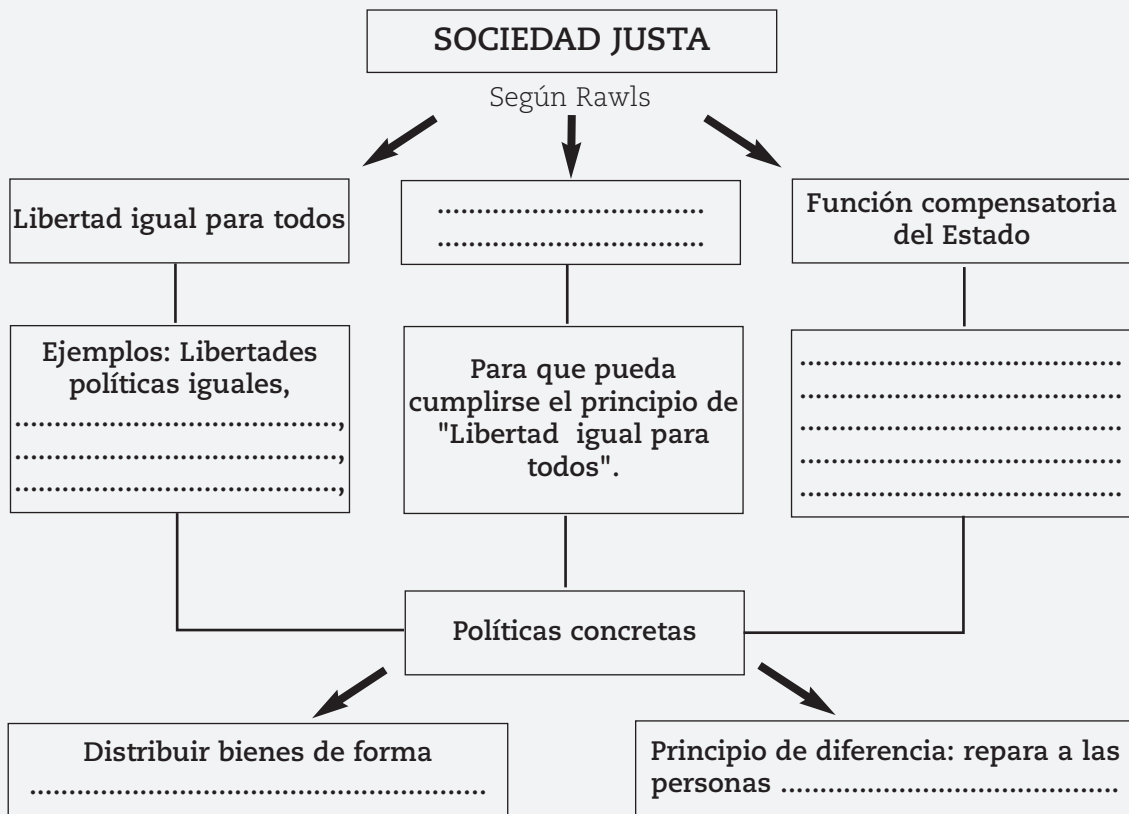 SOCIEDAD JUSTA
Según Rawls
Libertad igual para todos
..................................
..................................
Función compensatoria
del Estado
Ejemplos: Libertades
políticas iguales,
........................................,
........................................,
........................................,
Para que pueda
cumplirse el principio de
"Libertad igual para
todos".
........................................
........................................
........................................
........................................
........................................
Políticas concretas
Distribuir bienes de forma
.........................................................
Principio de diferencia: repara a las
personas ..........................................